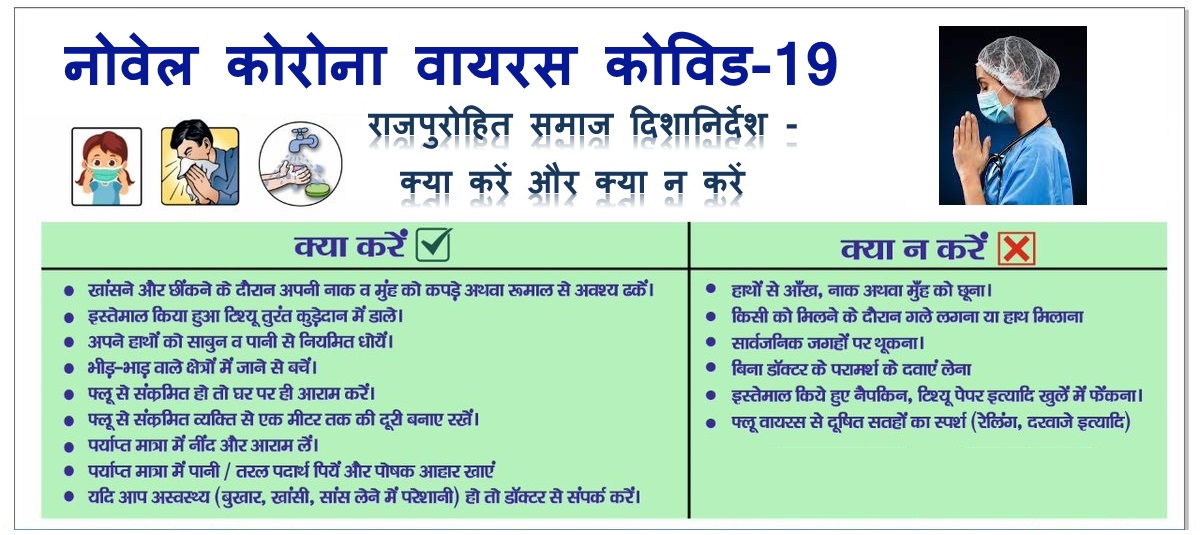 नोवेल कोरोना वायरस कोविड-19
राजपुरोहित समाज दिशानिर्देश -
क्या करें और क्या न करें
क्या करें
खांसने और छींकने के दौरान अपनी नाक व मुंह को कपड़े अथवा रूमाल से अवश्य ढकें।
इस्तेमाल किया हुआ टिश्यू तुरंत कुड़ेदान में डाले।
अपने हाथों को साबुन व पानी से नियमित धोयें।
भीड़-भाड़ वाले क्षेत्रों में जाने से बचें।
फ्लू से संक्रमित हो तो घर पर ही आराम करें।
फ्लू से संक्रमित व्यक्ति से एक मीटर तक की दूरी बनाए रखें।
पर्याप्त मात्रा में नींद और आराम लें।
पर्याप्त मात्रा में पानी / तरल पदार्थ पियें और पोषक आहार खाएं
यदि आप अस्वस्थ्य (बुखार, खांसी, सांस लेने में परेशानी) हो तो डॉक्टर से संपर्क करें।
क्या न करें
हाथों से आँख, नाक अथवा मुँह को छूना।
किसी को मिलने के दौरान गले लगना या हाथ मिलाना
सार्वजनिक जगहों पर थूकना।
बिना डॉक्टर के परामर्श के दवाएं लेना
इस्तेमाल किये हुए नैपकिन, टिश्यू पेपर इत्यादि खुलें में फेंकना।
फ्लू वायरस से दूषित सतहों का स्पर्श (रेलिंग, दरवाजे इत्यादि)